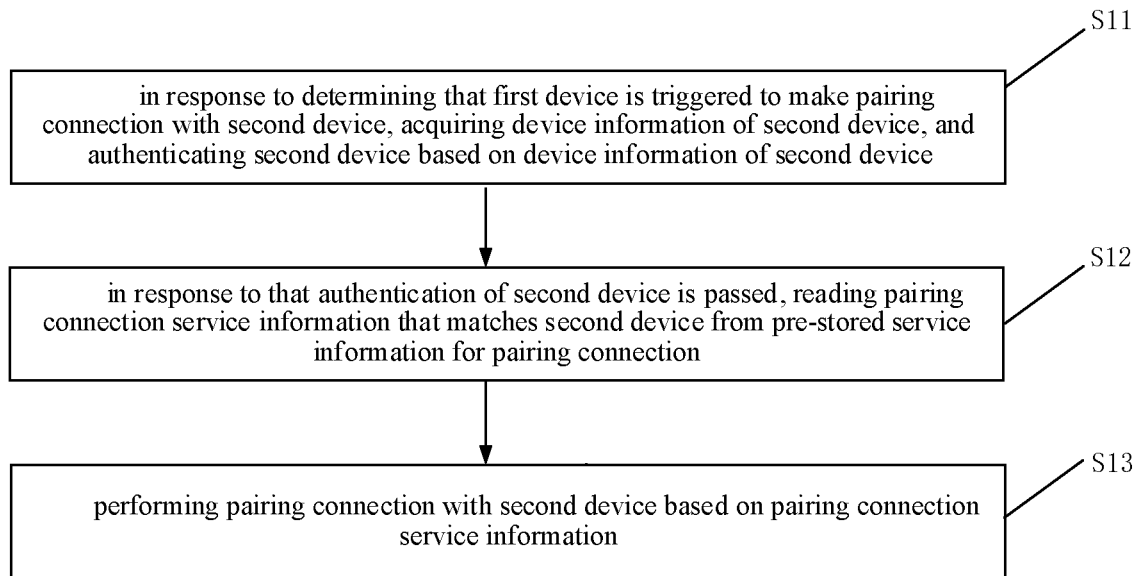 S11
in response to determining that first device is triggered to make pairing
connection with second device, acquiring device information of second device, and
authenticating second device based on device information of second device
S12
in response to that authentication of second device is passed, reading pairing
connection service information that matches second device from pre-stored service
information for pairing connection
S13
performing pairing connection with second device based on pairing connection
service information